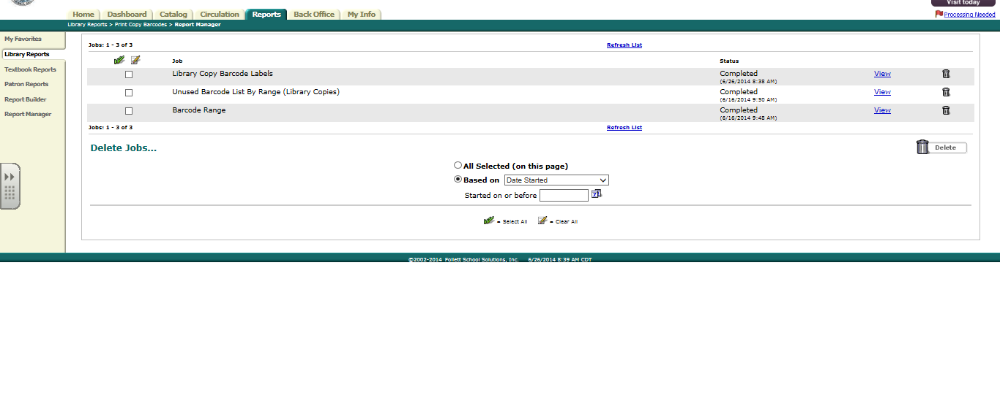 Visit today
Home Dashboard Catalog Circulation Reports Back Office My Info
Processing Needed
Library Reports > Print Copy Barcodes > Report Manager
My Favorites
Library Reports
Textbook Reports
Patron Reports
Report Builder
Report Manager
Jobs: 1 - 3 of 3 Refresh List
Job Status
Library Copy Barcode Labels Completed View
(6/26/2014 8:38 AM)
Unused Barcode List By Range (Library Copies) Completed View
(6/16/2014 9:50 AM)
Barcode Range Completed View
(6/16/2014 9:48 AM)
Jobs: 1 - 3 of 3 Refresh List
Delete Jobs... Delete
All Selected (on this page)
Based on Date Started
Started on or before
= Select All = Clear All
©2002-2014 Follett School Solutions, Inc. 6/26/2014 8:39 AM CDT